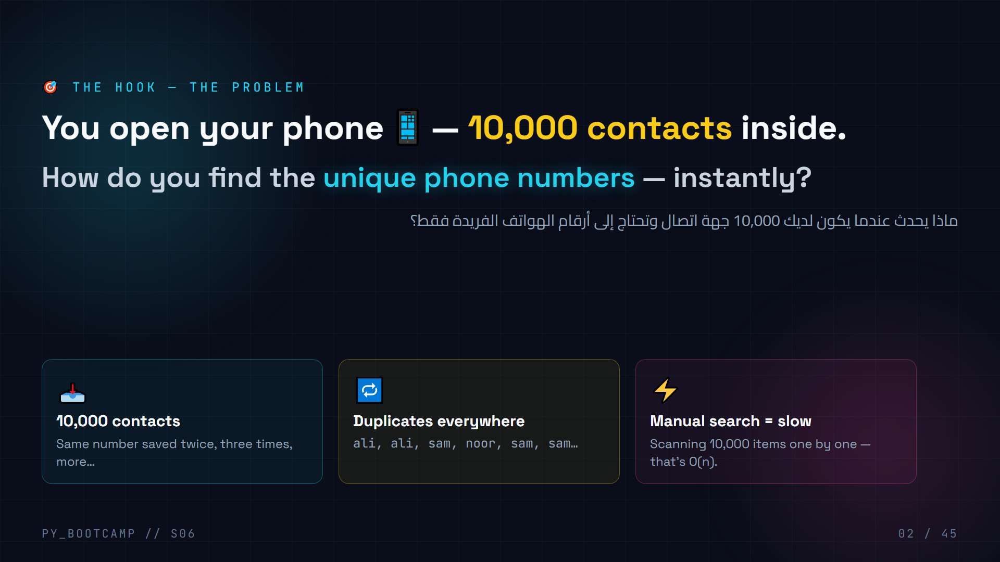 🎯 THE HOOK — THE PROBLEM
You open your phone 📱 — 10,000 contacts inside.
How do you find the unique phone numbers — instantly?
ماذا يحدث عندما يكون لديك 10,000 جهة اتصال وتحتاج إلى أرقام الهواتف الفريدة فقط؟
10,000 contacts
Same number saved twice, three times,
more…
Duplicates everywhere
ali, ali, sam, noor, sam, sam…
Manual search = slow
Scanning 10,000 items one by one —
that's O(n).
PY_BOOTCAMP // S06
02 / 45